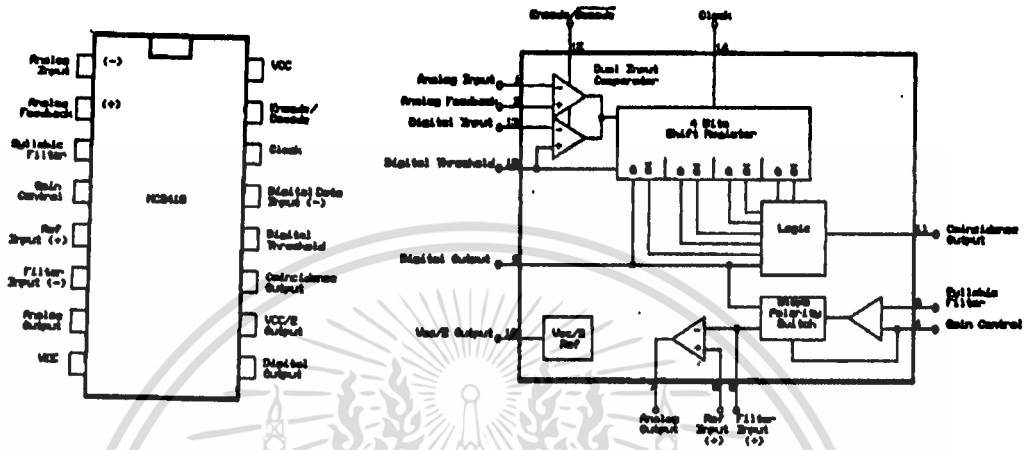 Analog
Input
(-)
Analog
Feedback
(+)
Syllabic
Filter
Gain
Control
Ref
Input (+)
Filter
Input (-)
Analog
Output
VEE
VCC
Encode/
Decode
Clock
Digital Data
Input (-)
Digital
Threshold
Coincidence
Output
VCC/2
Output
Digital
Output
Encode/Decode
Clock
15
14
Analog Input
Analog Feedback
Digital Input
Digital Threshold
Dual Input
Comparator
4 Bits
Shift Register
Logic
11
Coincidence
Output
Digital Output
Polarity
Switch
Syllabic
Filter
Gain Control
Vcc/2 Output
Vcc/2
Ref
Analog
Output
Ref
Input
(+)
Filter
Input
(+)